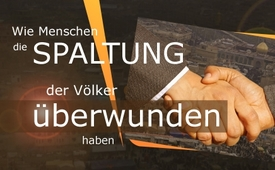 Wie Menschen
die SPALTUNG
der Völker
überwunden
haben